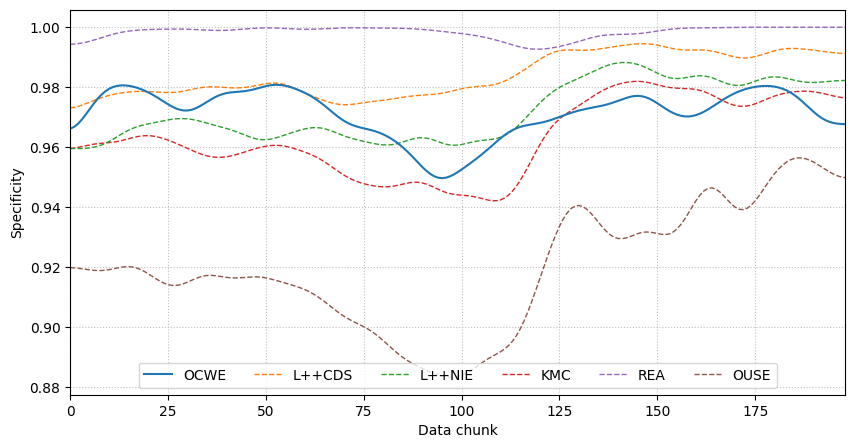 1.00
0.98
0.96
0.94
0.92
0.90
0.88
Specificity
OCWE L++CDS L++NIE KMC REA OUSE
0 25 50 75 100 125 150 175
Data chunk